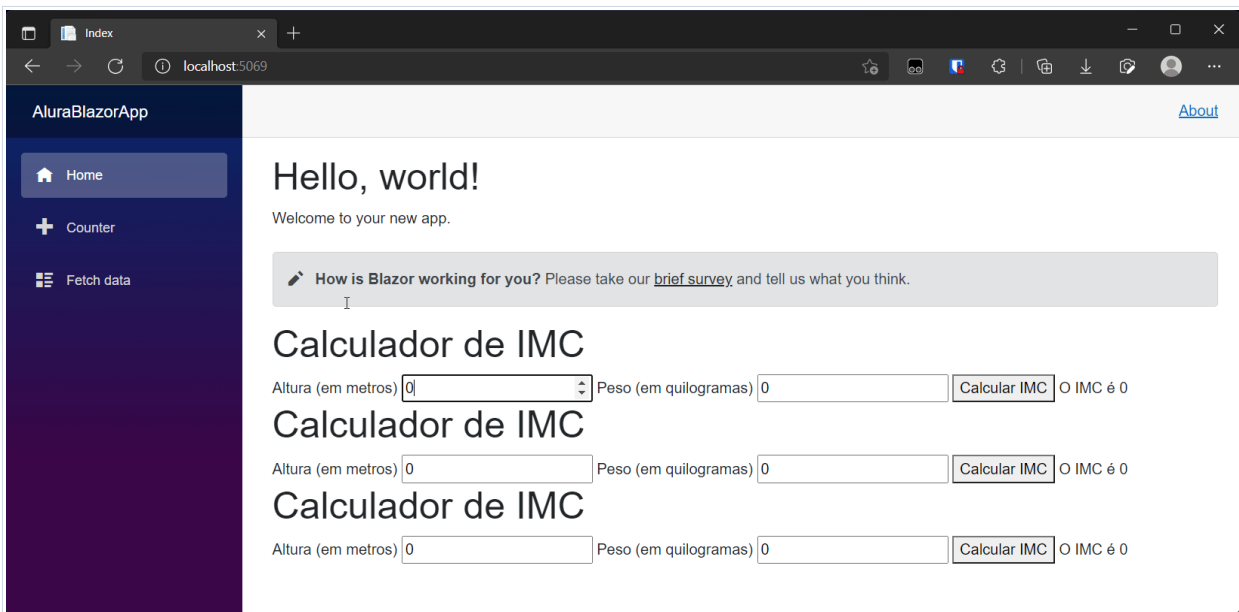 Index
localhost:5069
AluraBlazorApp
About
Home
Counter
Fetch data
Hello, world!
Welcome to your new app.
How is Blazor working for you? Please take our brief survey and tell us what you think.
Calculador de IMC
Altura (em metros) 0 Peso (em quilogramas) 0 Calcular IMC O IMC é 0
Calculador de IMC
Altura (em metros) 0 Peso (em quilogramas) 0 Calcular IMC O IMC é 0
Calculador de IMC
Altura (em metros) 0 Peso (em quilogramas) 0 Calcular IMC O IMC é 0